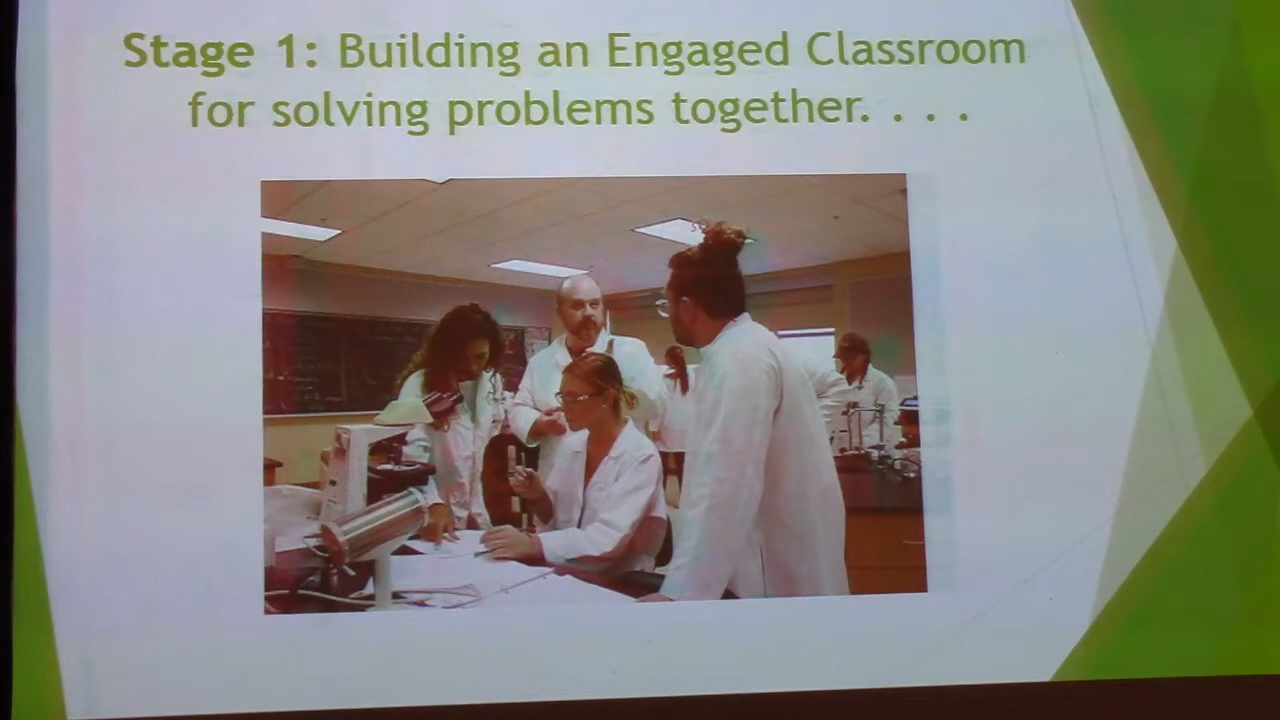 Stage 1: Building an Engaged Classroom
for solving problems together. . . .